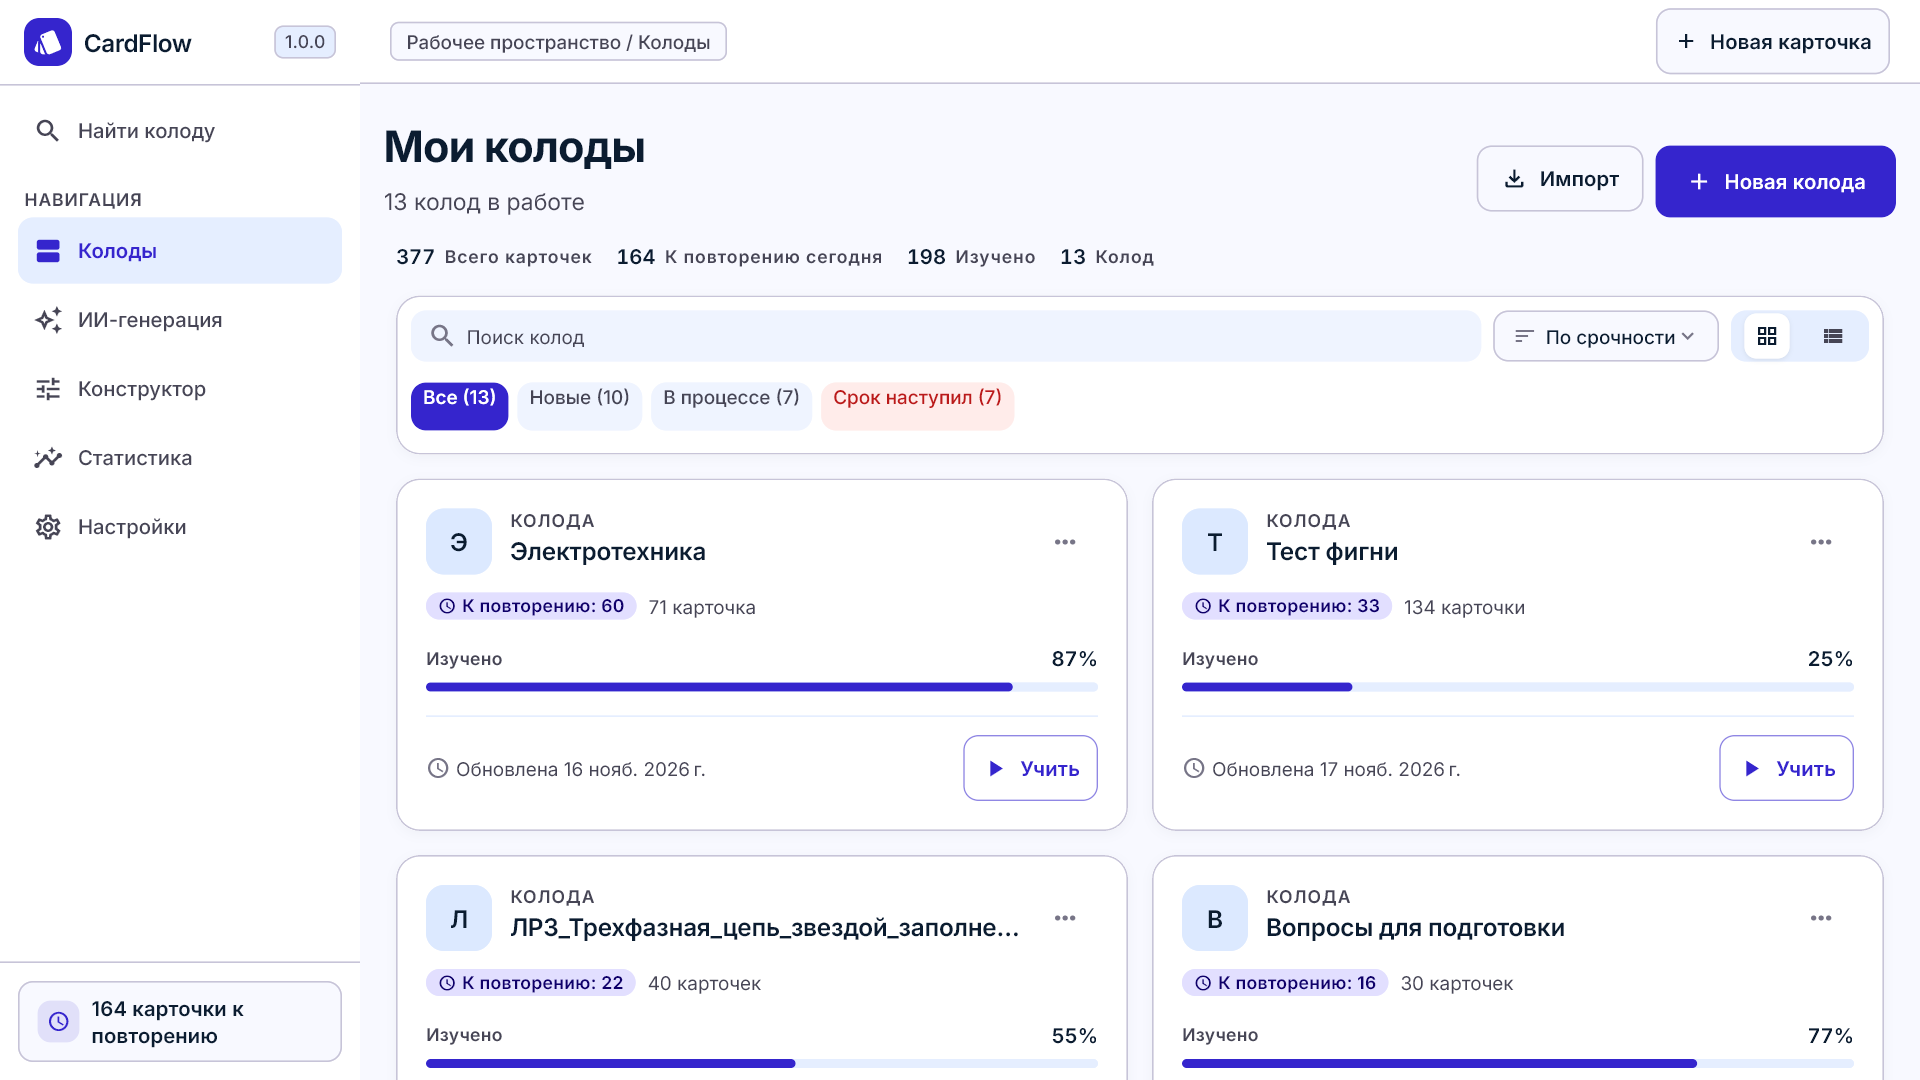 CardFlow
1.0.0
Рабочее пространство / Колоды
Новая карточка
Найти колоду
НАВИГАЦИЯ
Колоды
ИИ-генерация
Конструктор
Статистика
Настройки
164 карточки к
повторению
Мои колоды
13 колод в работе
Импорт
Новая колода
377 Всего карточек 164 К повторению сегодня 198 Изучено 13 Колод
Поиск колод
По срочности
Все (13) Новые (10) В процессе (7) Срок наступил (7)
Э
КОЛОДА
Электротехника
К повторению: 60 71 карточка
Изучено 87%
Обновлена 16 нояб. 2026 г.
Учить
Т
КОЛОДА
Тест фигни
К повторению: 33 134 карточки
Изучено 25%
Обновлена 17 нояб. 2026 г.
Учить
Л
КОЛОДА
ЛР3_Трехфазная_цепь_звездой_заполне...
К повторению: 22 40 карточек
Изучено 55%
В
КОЛОДА
Вопросы для подготовки
К повторению: 16 30 карточек
Изучено 77%